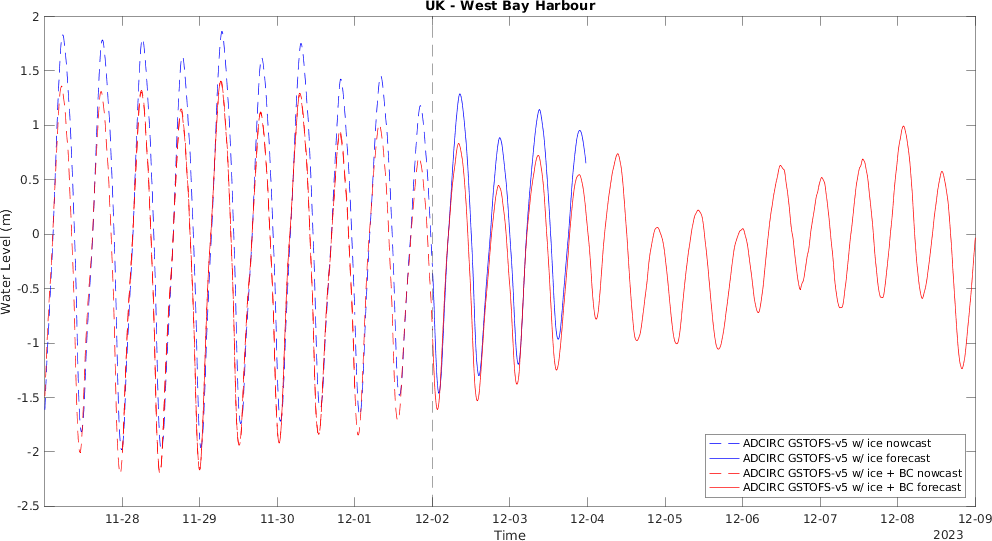 UK - West Bay Harbour
2
1.5
1
0.5
0
-0.5
-1
-1.5
-2
-2.5
Water Level (m)
11-28 11-29 11-30 12-01 12-02 12-03 12-04 12-05 12-06 12-07 12-08 12-09
Time
2023
ADCIRC GSTOFS-v5 w/ ice nowcast
ADCIRC GSTOFS-v5 w/ ice forecast
ADCIRC GSTOFS-v5 w/ ice + BC nowcast
ADCIRC GSTOFS-v5 w/ ice + BC forecast